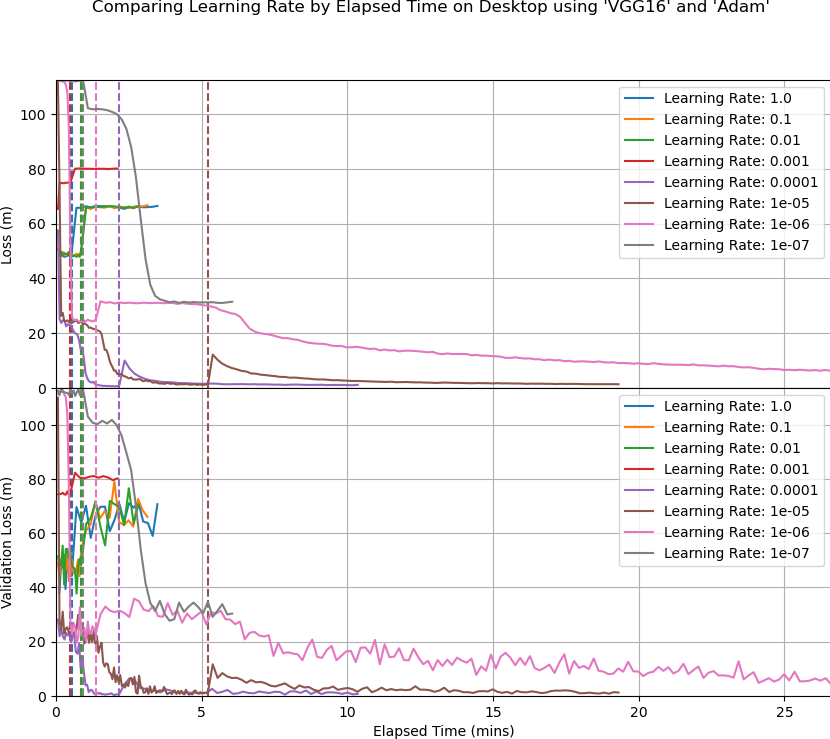 Comparing Learning Rate by Elapsed Time on Desktop using 'VGG16' and 'Adam'
Loss (m)
100
80
60
40
20
0
Learning Rate: 1.0
Learning Rate: 0.1
Learning Rate: 0.01
Learning Rate: 0.001
Learning Rate: 0.0001
Learning Rate: 1e-05
Learning Rate: 1e-06
Learning Rate: 1e-07
Validation Loss (m)
100
80
60
40
20
0
Learning Rate: 1.0
Learning Rate: 0.1
Learning Rate: 0.01
Learning Rate: 0.001
Learning Rate: 0.0001
Learning Rate: 1e-05
Learning Rate: 1e-06
Learning Rate: 1e-07
0 5 10 15 20 25
Elapsed Time (mins)